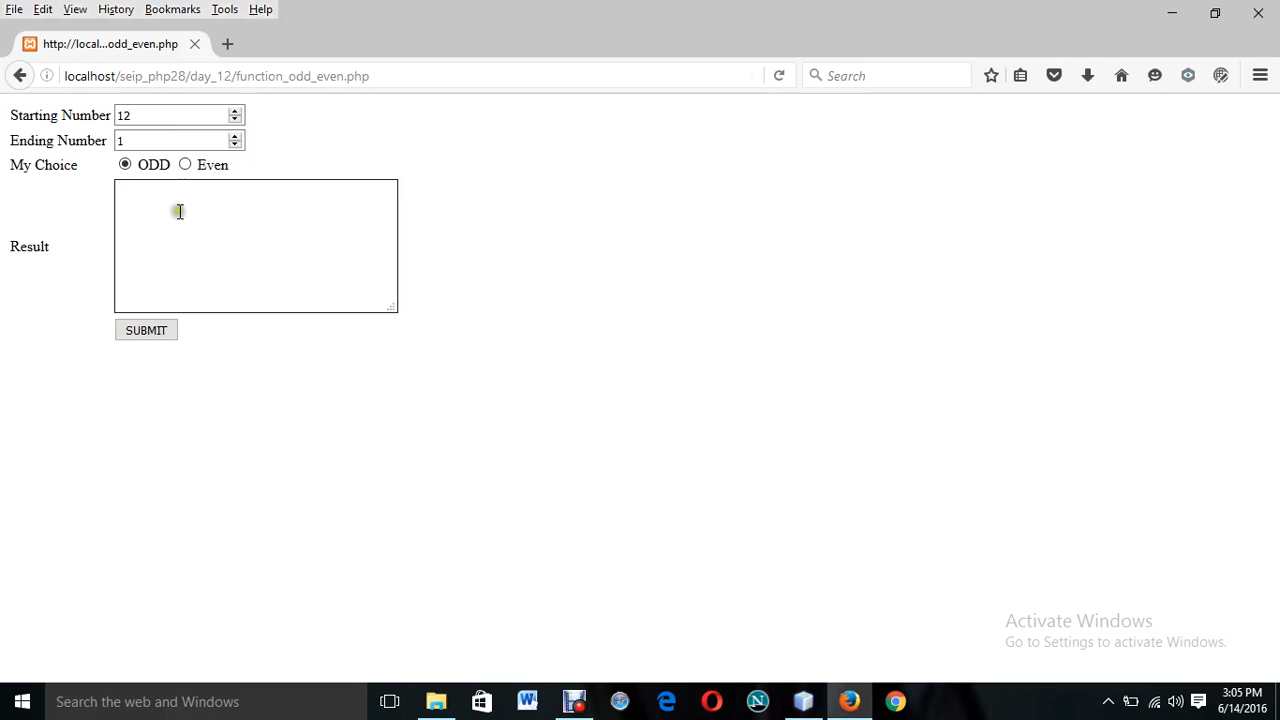 File Edit View History Bookmarks Tools Help
http://local...odd_even.php
localhost/seip_php28/day_12/function_odd_even.php
Search
Starting Number 12
Ending Number 1
My Choice ODD Even
Result
SUBMIT
Activate Windows
Go to Settings to activate Windows.
Search the web and Windows
3:05 PM
6/14/2016